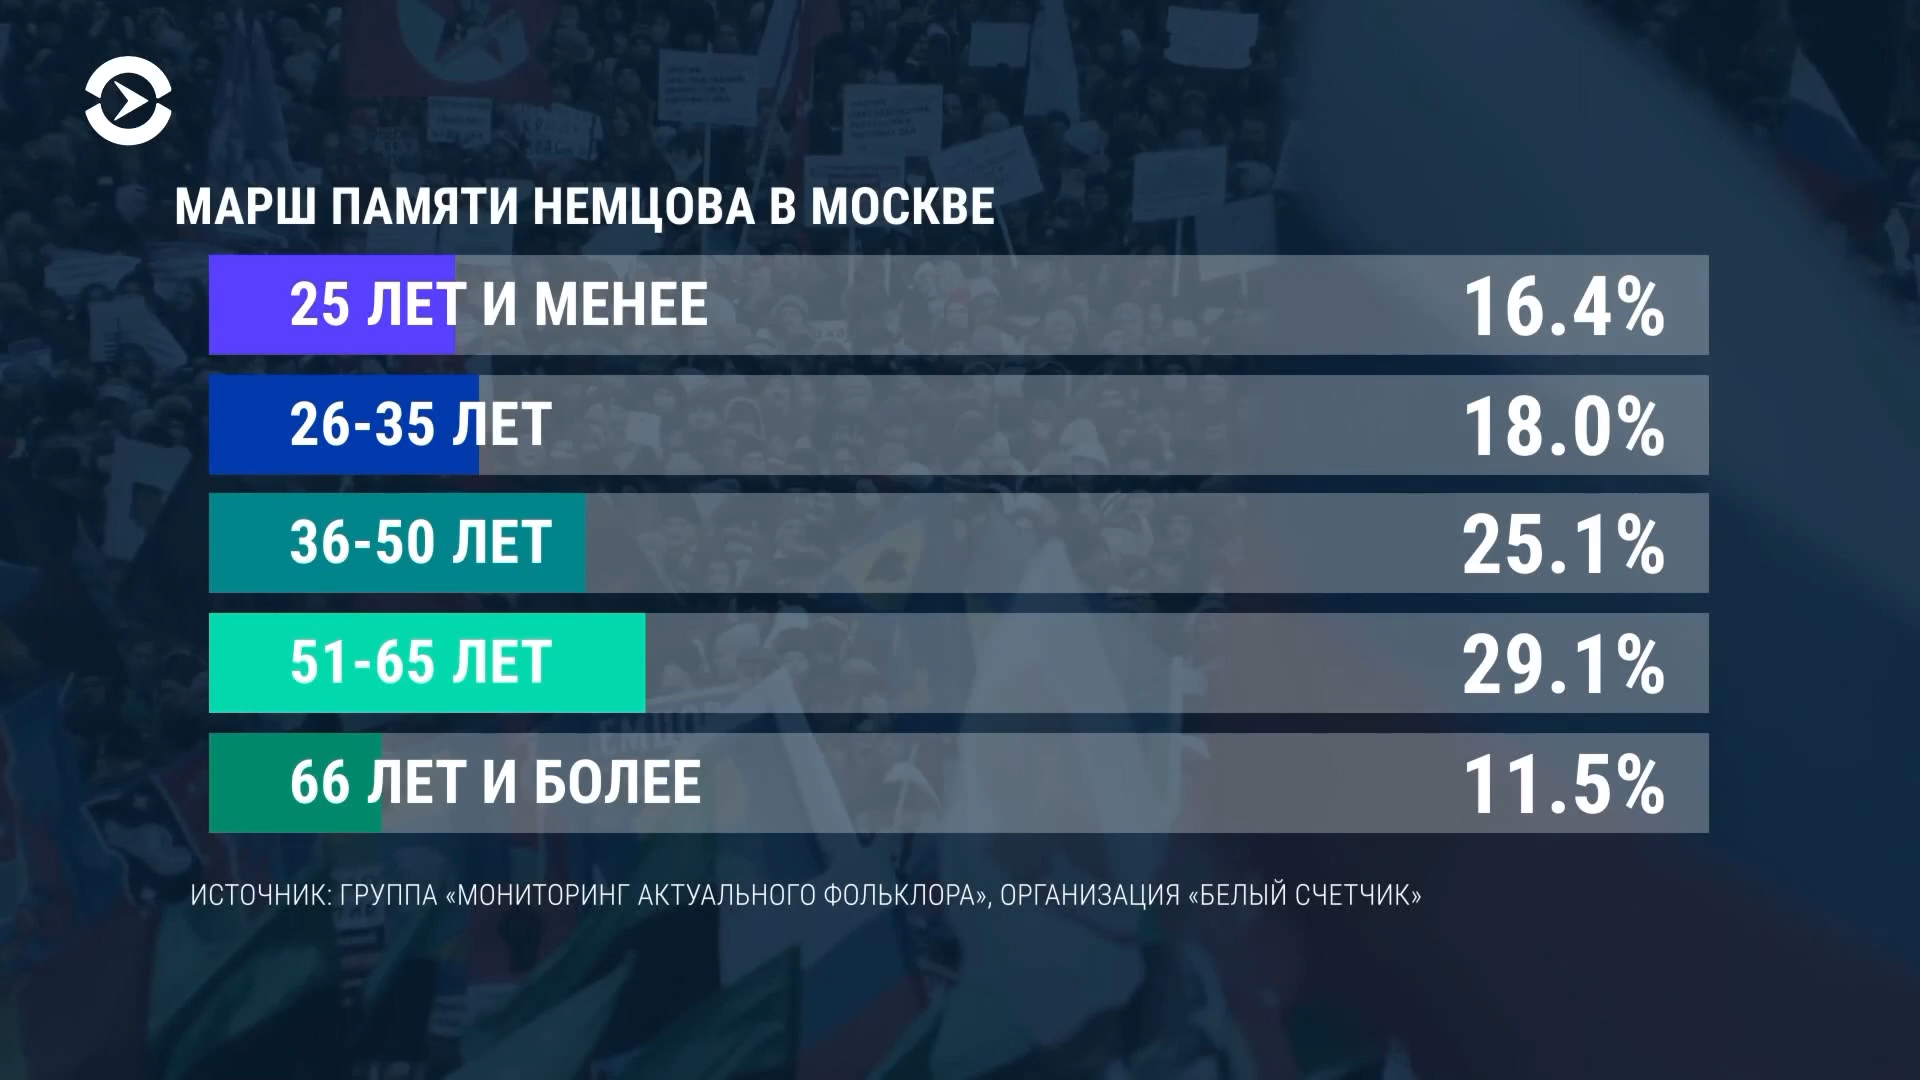 МАРШ ПАМЯТИ НЕМЦОВА В МОСКВЕ
25 ЛЕТ И МЕНЕЕ 16.4%
26-35 ЛЕТ 18.0%
36-50 ЛЕТ 25.1%
51-65 ЛЕТ 29.1%
66 ЛЕТ И БОЛЕЕ 11.5%
ИСТОЧНИК: ГРУППА «МОНИТОРИНГ АКТУАЛЬНОГО ФОЛЬКЛОРА», ОРГАНИЗАЦИЯ «БЕЛЫЙ СЧЕТЧИК»